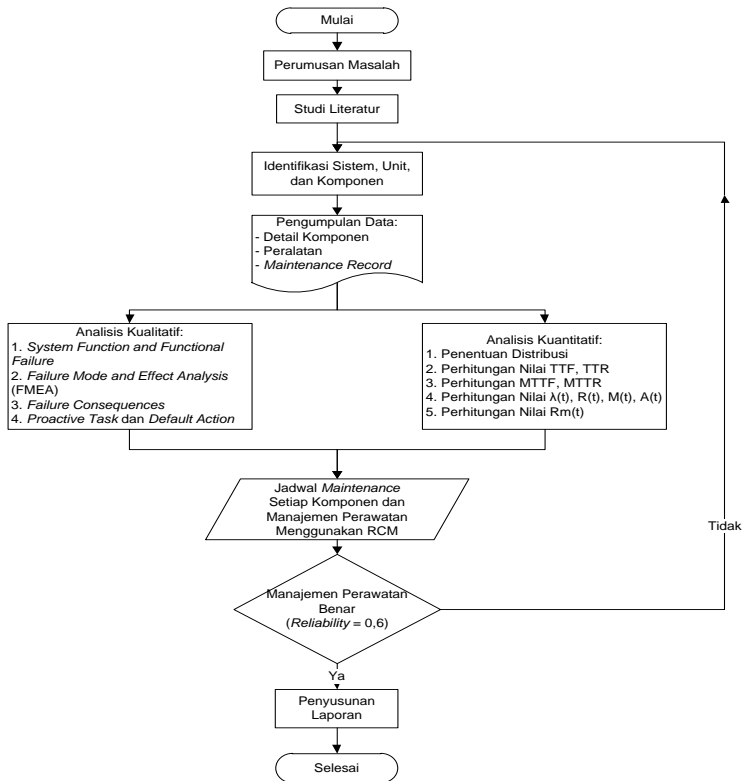 Mulai
Perumusan Masalah
Studi Literatur
Identifikasi Sistem, Unit,
dan Komponen
Pengumpulan Data:
- Detail Komponen
- Peralatan
- Maintenance Record
Analisis Kualitatif:
1. System Function and Functional
Failure
2. Failure Mode and Effect Analysis
(FMEA)
3. Failure Consequences
4. Proactive Task dan Default Action
Analisis Kuantitatif:
1. Penentuan Distribusi
2. Perhitungan Nilai TTF, TTR
3. Perhitungan MTTF, MTTR
4. Perhitungan Nilai λ(t), R(t), M(t), A(t)
5. Perhitungan Nilai Rm(t)
Jadwal Maintenance
Setiap Komponen dan
Manajemen Perawatan
Menggunakan RCM
Tidak
Manajemen Perawatan
Benar
(Reliability = 0,6)
Ya
Penyusunan
Laporan
Selesai